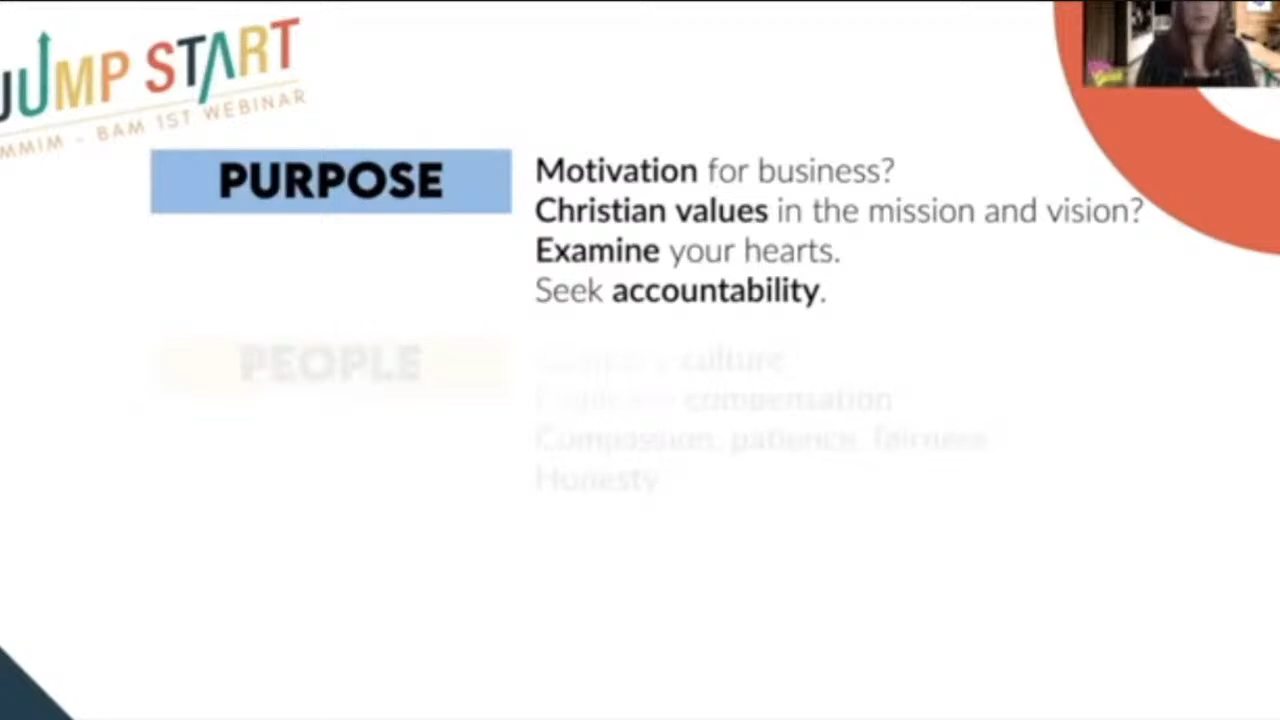 JUMP START
MMIM - BAM 1ST WEBINAR
PURPOSE
Motivation for business?
Christian values in the mission and vision?
Examine your hearts.
Seek accountability.
PEOPLE
culture
compensation
Compassion, patience, fairness
Honesty